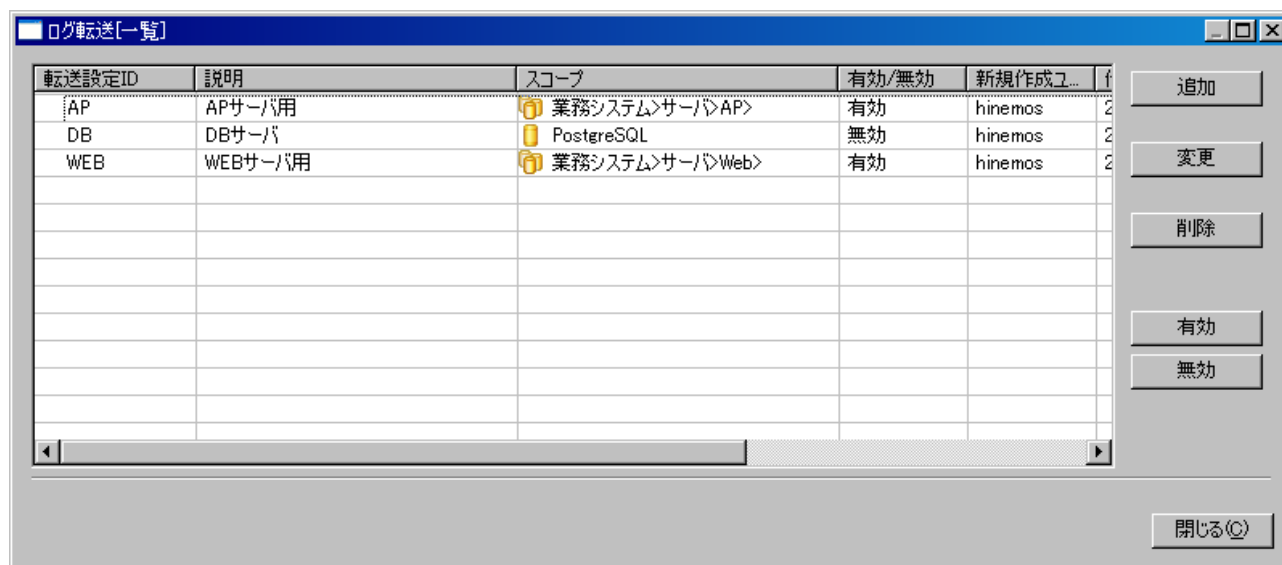 ログ転送[一覧]
転送設定ID 説明 スコープ 有効/無効 新規作成ユ...
AP APサーバ用 業務システム>サーバ>AP> 有効 hinemos 2
DB DBサーバ PostgreSQL 無効 hinemos 2
WEB WEBサーバ用 業務システム>サーバ>Web> 有効 hinemos 2
追加
変更
削除
有効
無効
閉じる(C)